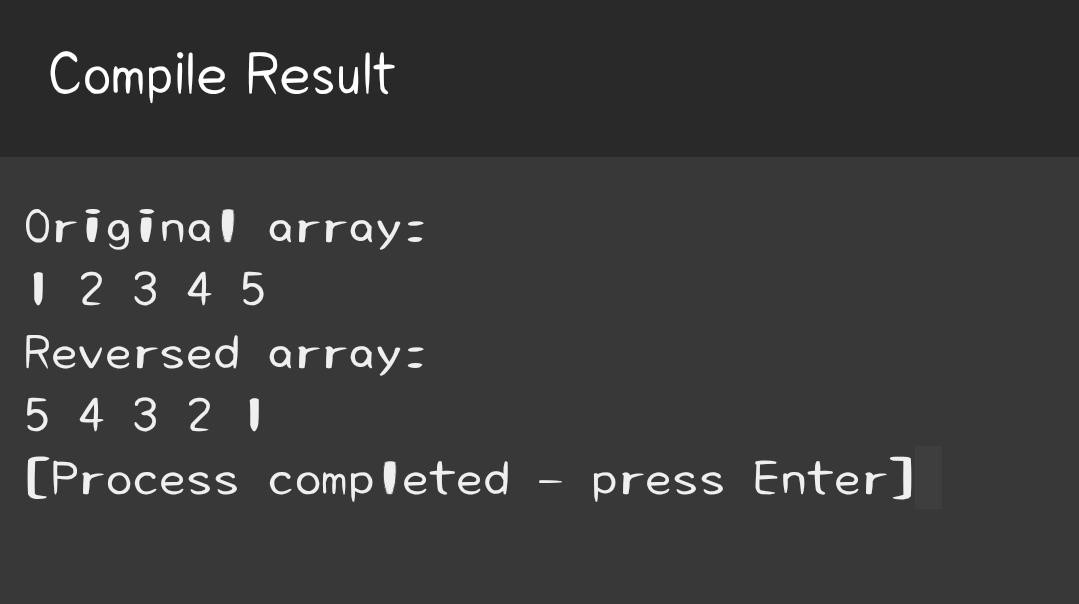 Compile Result
Original array:
1 2 3 4 5
Reversed array:
5 4 3 2 1
[Process completed - press Enter]